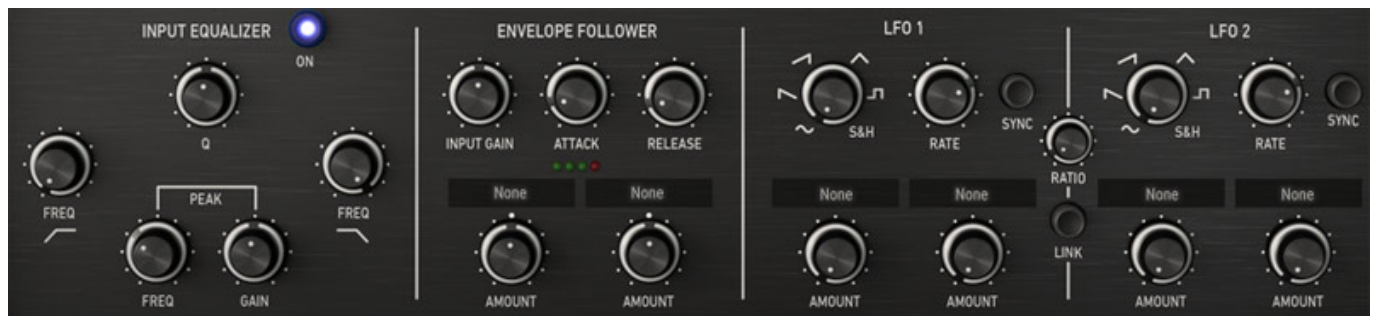 INPUT EQUALIZER
ON
Q
FREQ
FREQ
PEAK
FREQ
GAIN
ENVELOPE FOLLOWER
INPUT GAIN
ATTACK
RELEASE
None
None
AMOUNT
AMOUNT
LFO 1
S&H
RATE
SYNC
None
None
AMOUNT
AMOUNT
RATIO
LINK
LFO 2
S&H
RATE
SYNC
None
None
AMOUNT
AMOUNT